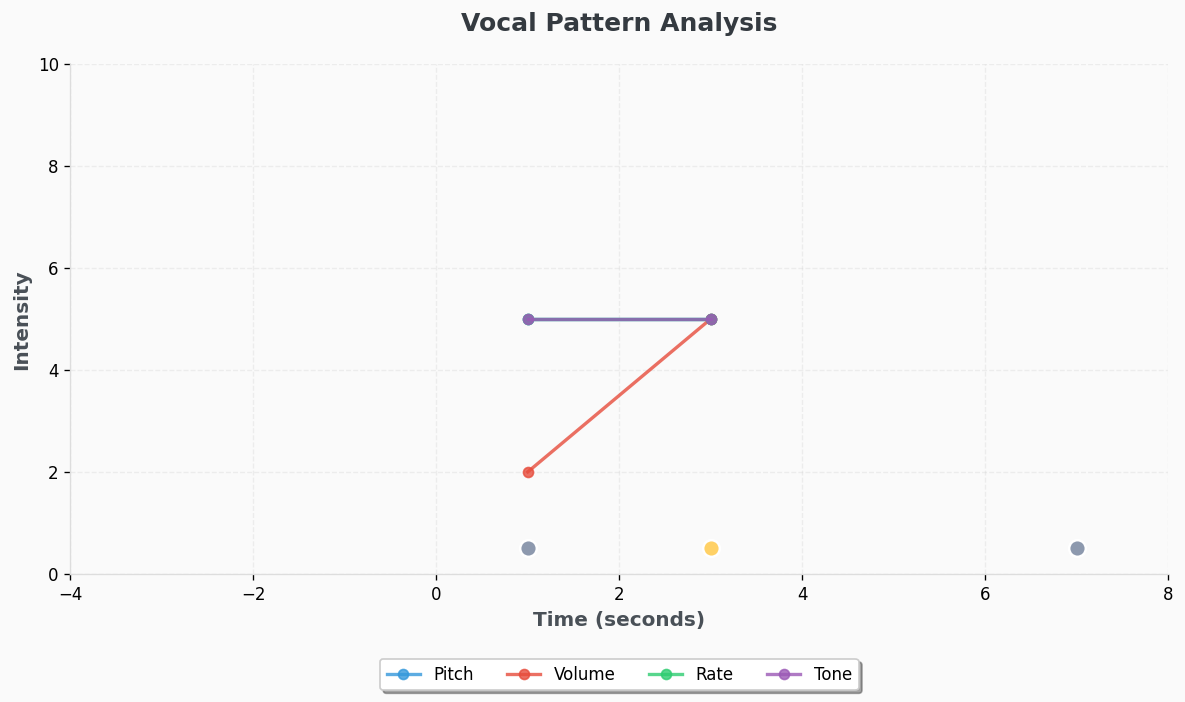 Vocal Pattern Analysis
10
8
6
4
2
0
Intensity
−4 −2 0 2 4 6 8
Time (seconds)
Pitch Volume Rate Tone